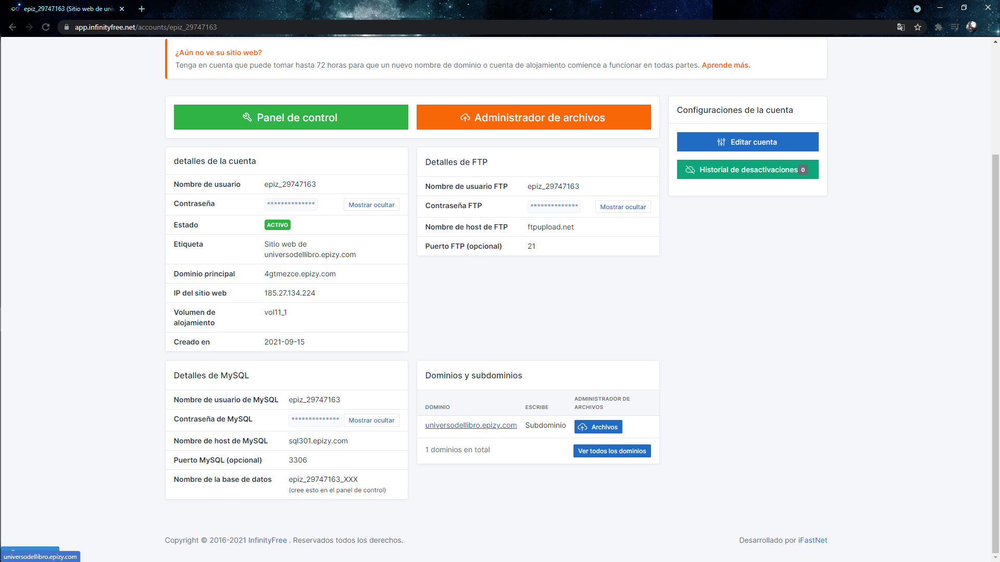 epiz_29747163 (Sitio web de uni
app.infinityfree.net/accounts/epiz_29747163
¿Aún no ve su sitio web?
Tenga en cuenta que puede tomar hasta 72 horas para que un nuevo nombre de dominio o cuenta de alojamiento comience a funcionar en todas partes. Aprende más.
Panel de control
Administrador de archivos
Configuraciones de la cuenta
Editar cuenta
Historial de desactivaciones 0
detalles de la cuenta
Nombre de usuario epiz_29747163
Contraseña ************** Mostrar ocultar
Estado ACTIVO
Etiqueta Sitio web de
universodellibro.epizy.com
Dominio principal 4gtmezce.epizy.com
IP del sitio web 185.27.134.224
Volumen de vol11_1
alojamiento
Creado en 2021-09-15
Detalles de FTP
Nombre de usuario FTP epiz_29747163
Contraseña FTP ************** Mostrar ocultar
Nombre de host de FTP ftpupload.net
Puerto FTP (opcional) 21
Detalles de MySQL
Nombre de usuario de MySQL epiz_29747163
Contraseña de MySQL ************** Mostrar ocultar
Nombre de host de MySQL sql301.epizy.com
Puerto MySQL (opcional) 3306
Nombre de la base de datos epiz_29747163_XXX
(cree esto en el panel de control)
Dominios y subdominios
DOMINIO ESCRIBE ADMINISTRADOR DE
ARCHIVOS
universodellibro.epizy.com Subdominio Archivos
1 dominios en total Ver todos los dominios
Copyright © 2016-2021 InfinityFree . Reservados todos los derechos.
Desarrollado por iFastNet
universodellibro.epizy.com